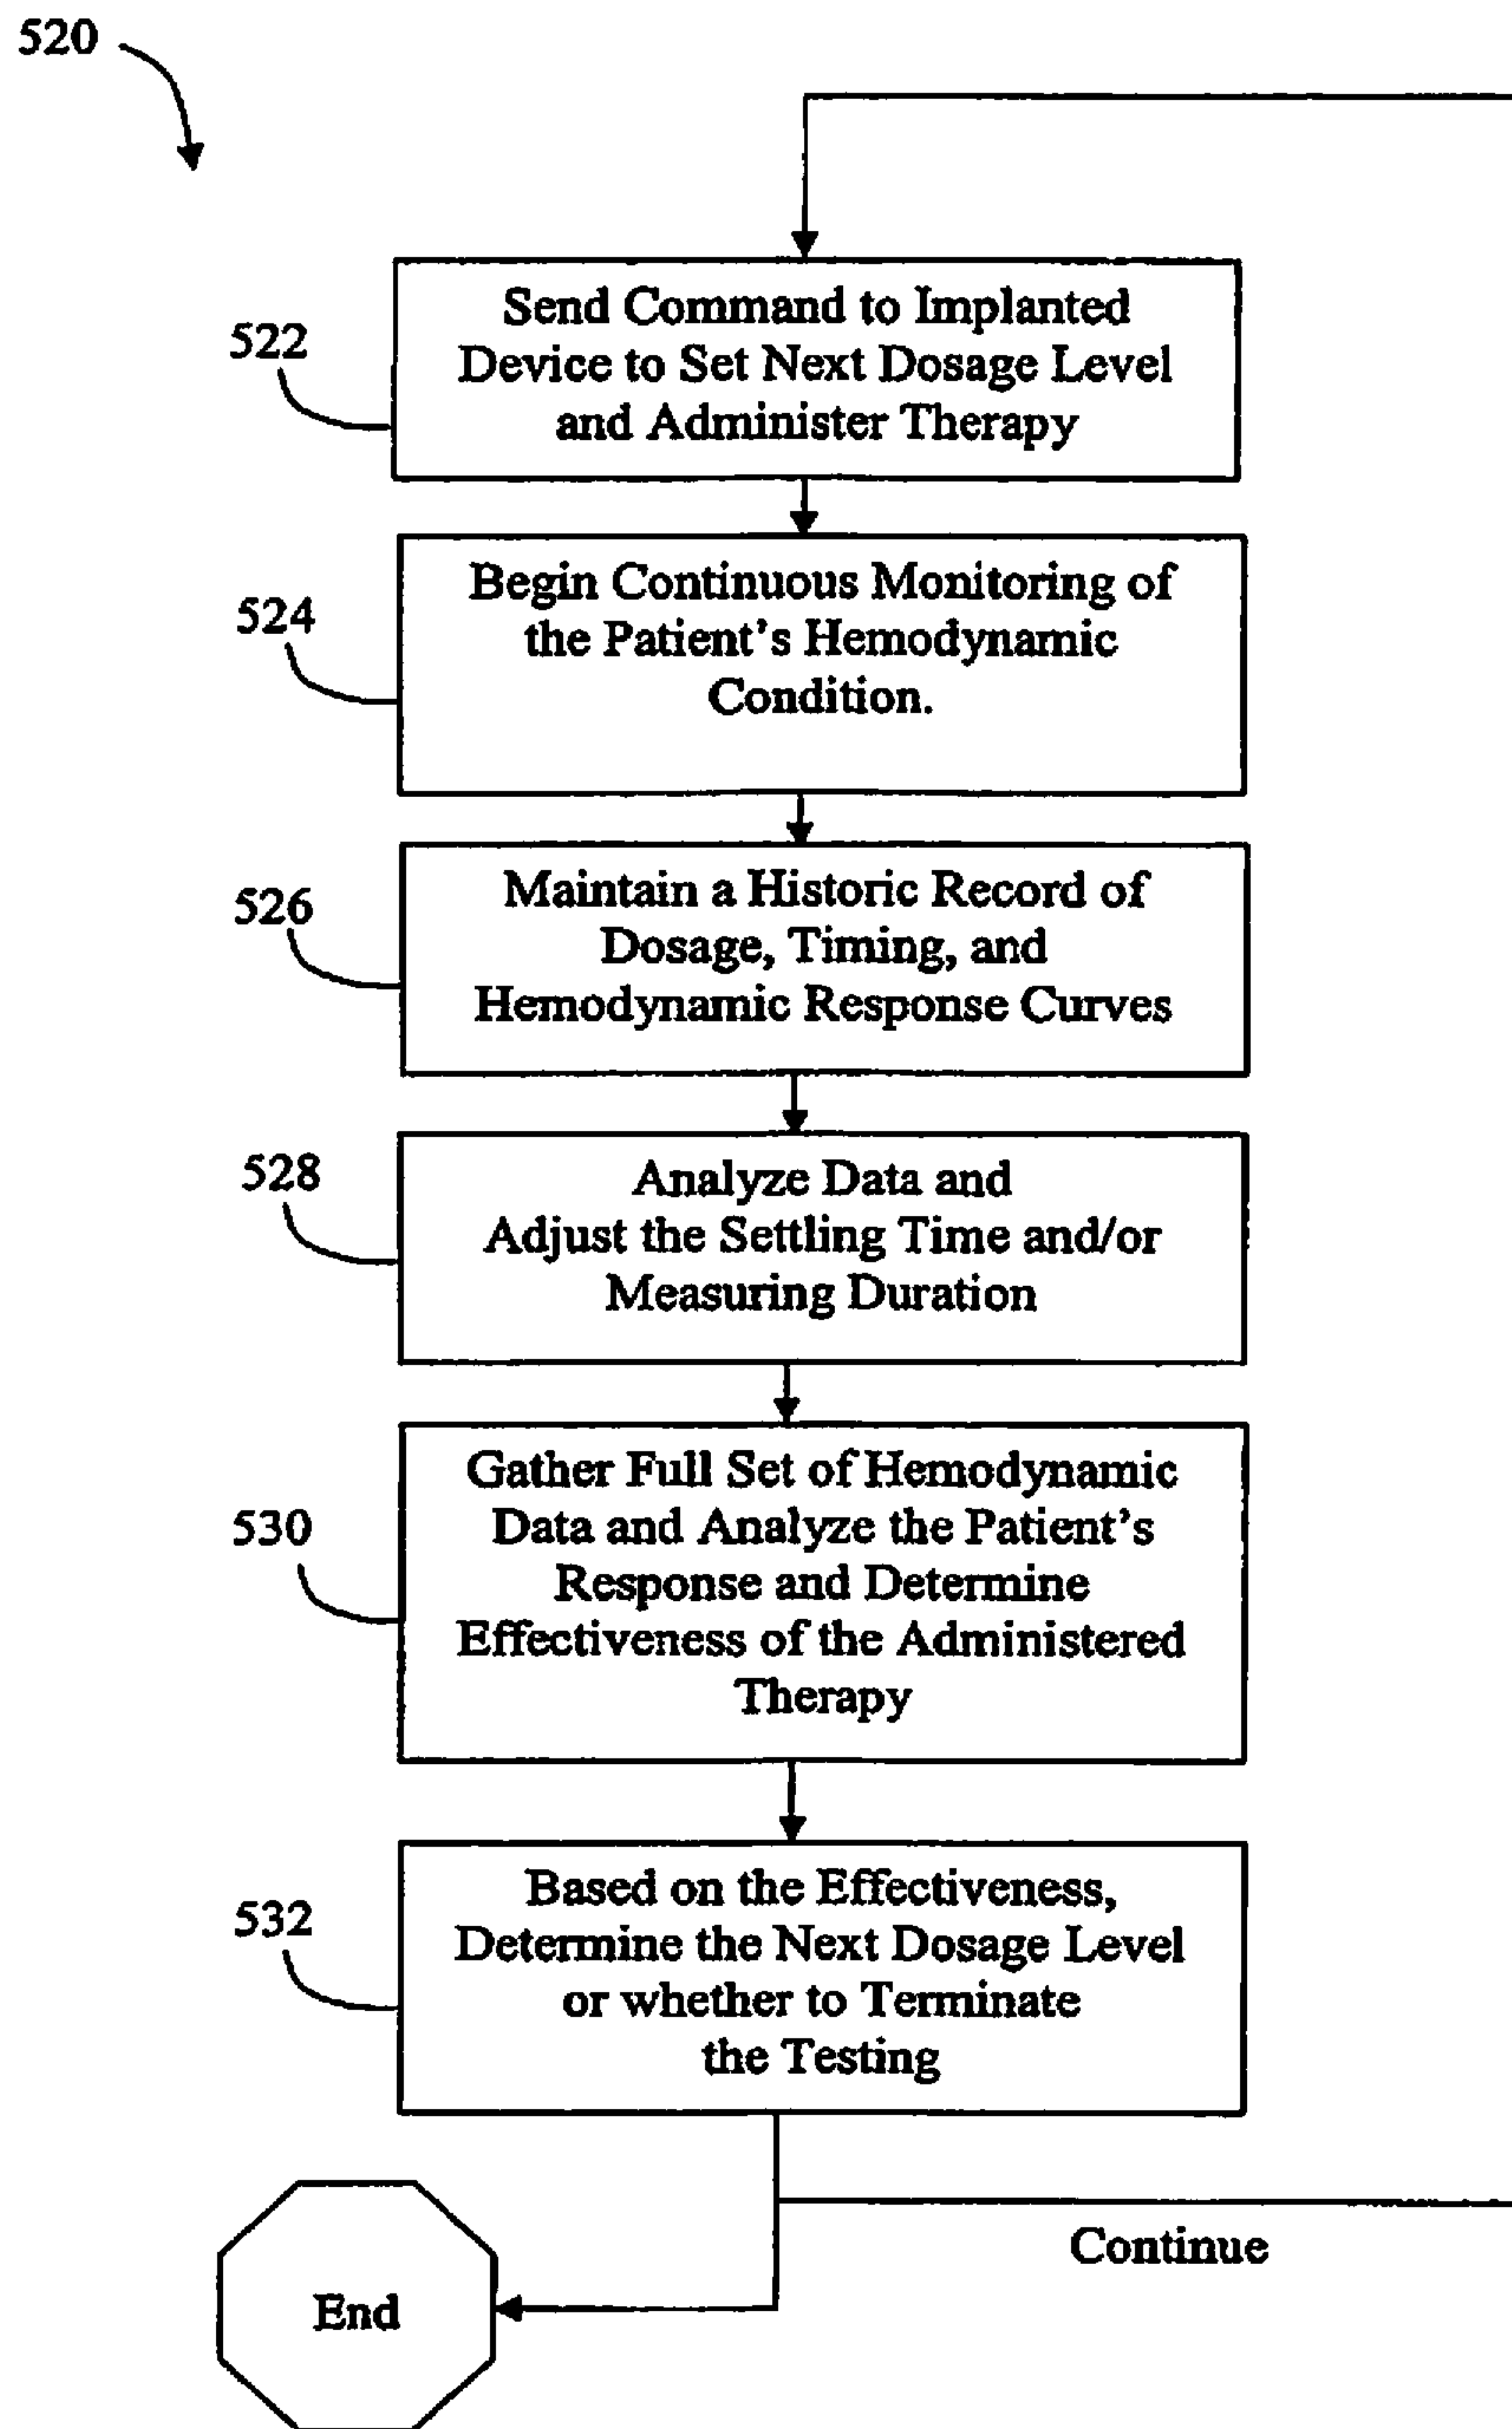 520
522
Send Command to Implanted
Device to Set Next Dosage Level
and Administer Therapy
524
Begin Continuous Monitoring of
the Patient's Hemodynamic
Condition.
526
Maintain a Historic Record of
Dosage, Timing, and
Hemodynamic Response Curves
528
Analyze Data and
Adjust the Settling Time and/or
Measuring Duration
530
Gather Full Set of Hemodynamic
Data and Analyze the Patient's
Response and Determine
Effectiveness of the Administered
Therapy
532
Based on the Effectiveness,
Determine the Next Dosage Level
or whether to Terminate
the Testing
Continue
End